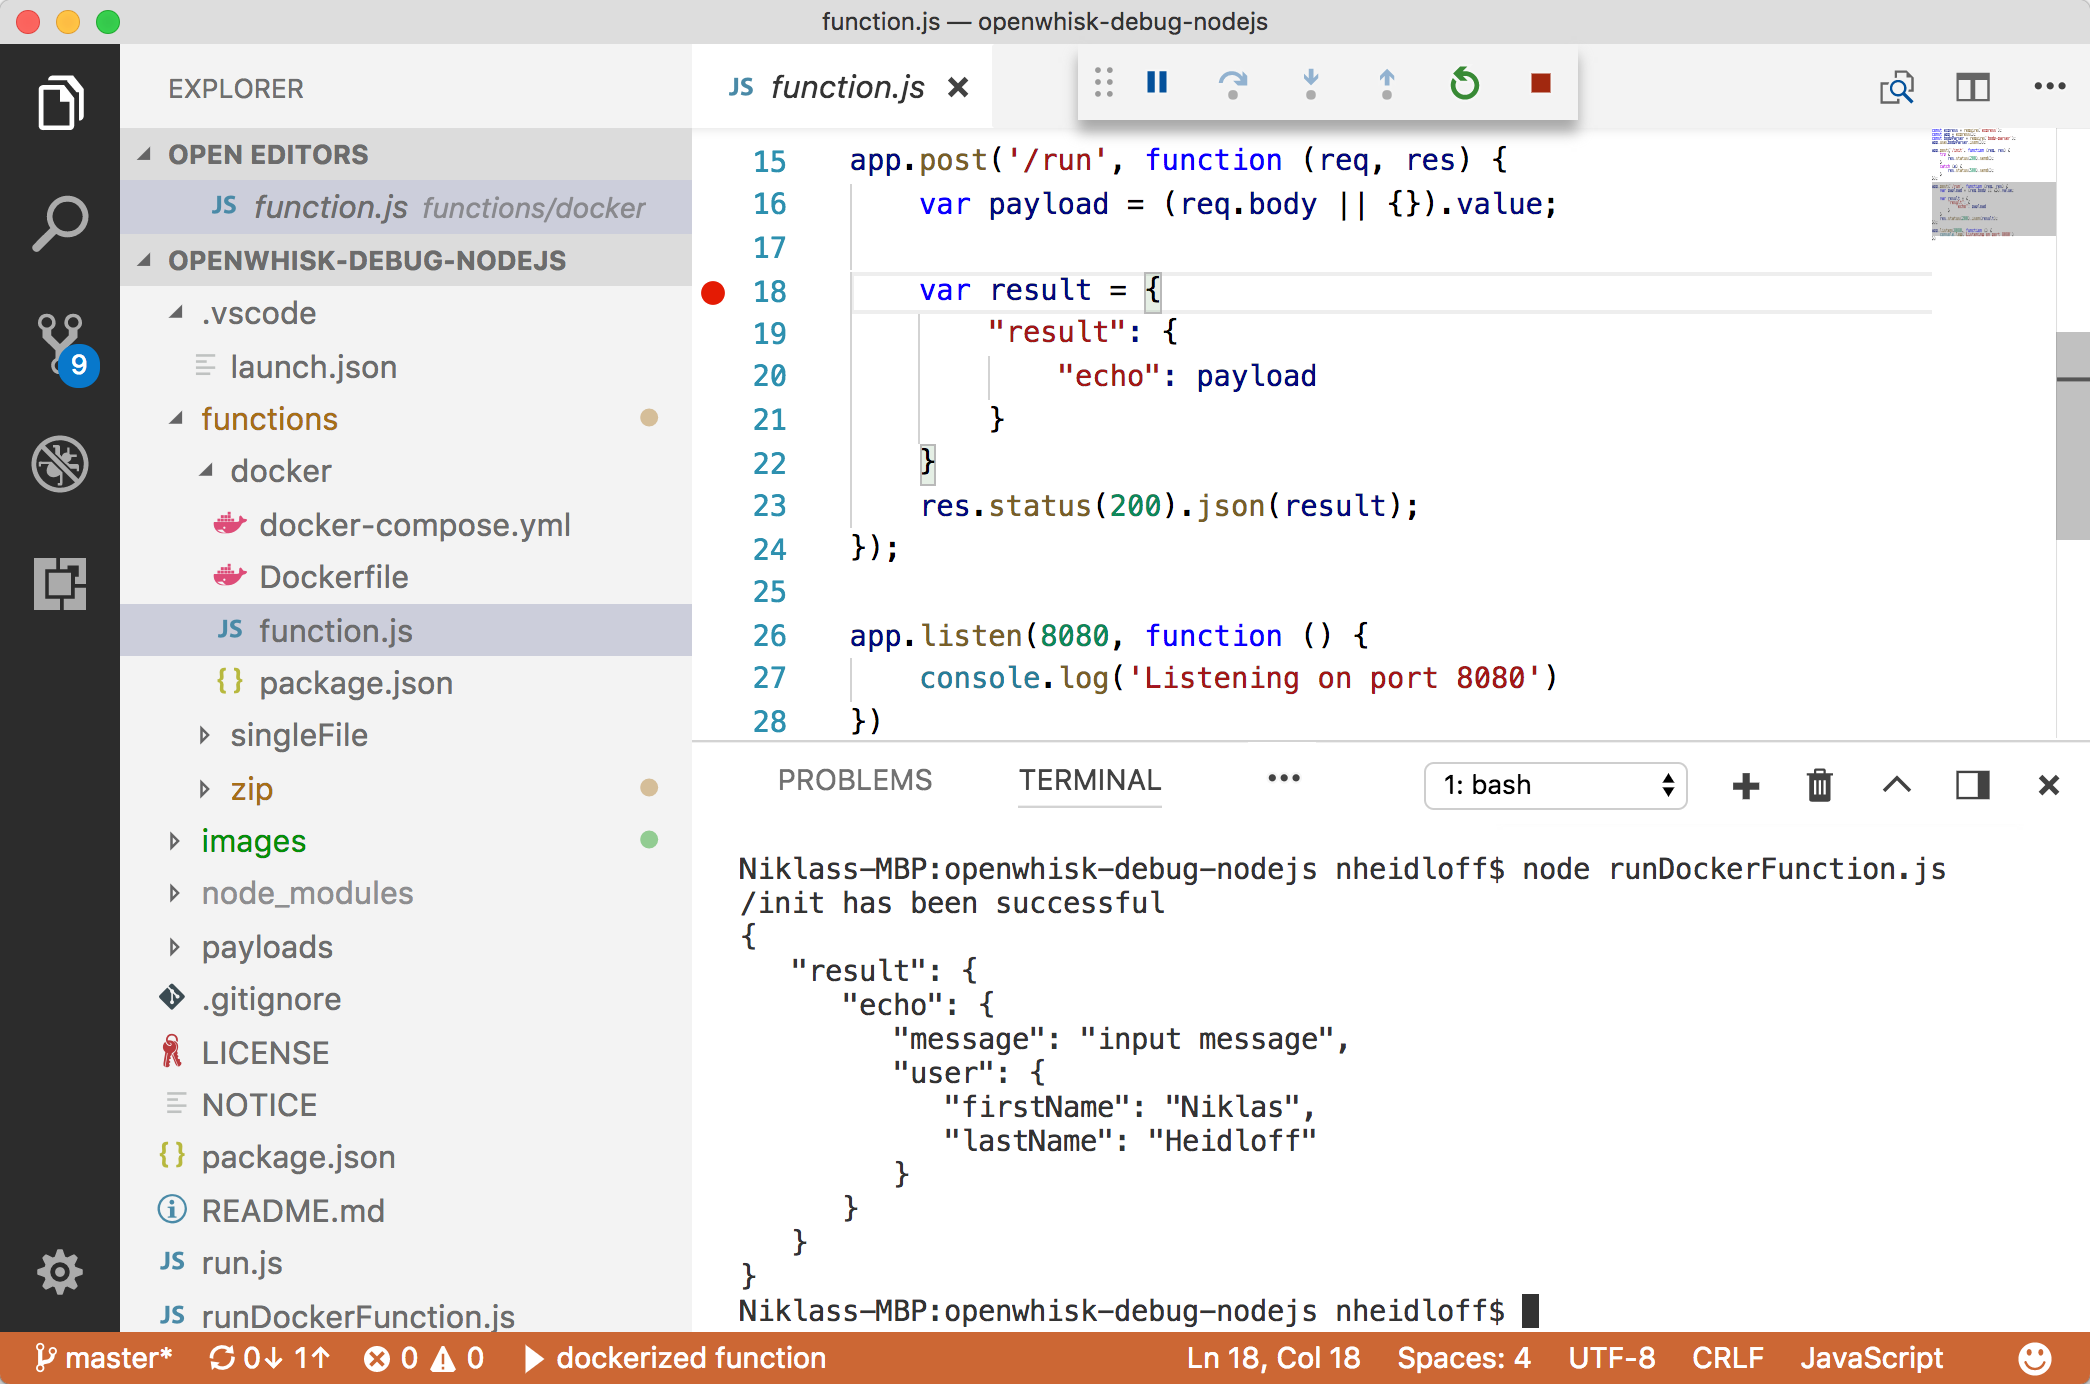 function.js — openwhisk-debug-nodejs
EXPLORER
OPEN EDITORS
JS function.js functions/docker
OPENWHISK-DEBUG-NODEJS
.vscode
launch.json
functions
docker
docker-compose.yml
Dockerfile
JS function.js
{} package.json
singleFile
zip
images
node_modules
payloads
.gitignore
LICENSE
NOTICE
{} package.json
README.md
JS run.js
JS runDockerFunction.js
9
JS function.js
15 app.post('/run', function (req, res) {
16     var payload = (req.body || {}).value;
17
18     var result = {
19         "result": {
20             "echo": payload
21         }
22     }
23     res.status(200).json(result);
24 });
25
26 app.listen(8080, function () {
27     console.log('Listening on port 8080')
28 })
PROBLEMS TERMINAL ••• 1: bash
Niklass-MBP:openwhisk-debug-nodejs nheidloff$ node runDockerFunction.js
/init has been successful
{
   "result": {
      "echo": {
         "message": "input message",
         "user": {
            "firstName": "Niklas",
            "lastName": "Heidloff"
         }
      }
   }
}
Niklass-MBP:openwhisk-debug-nodejs nheidloff$
master* 0↓ 1↑ 0 0 dockerized function Ln 18, Col 18 Spaces: 4 UTF-8 CRLF JavaScript